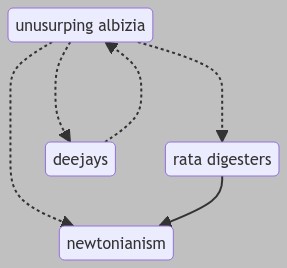 unusurping albizia
deejays
rata digesters
newtonianism